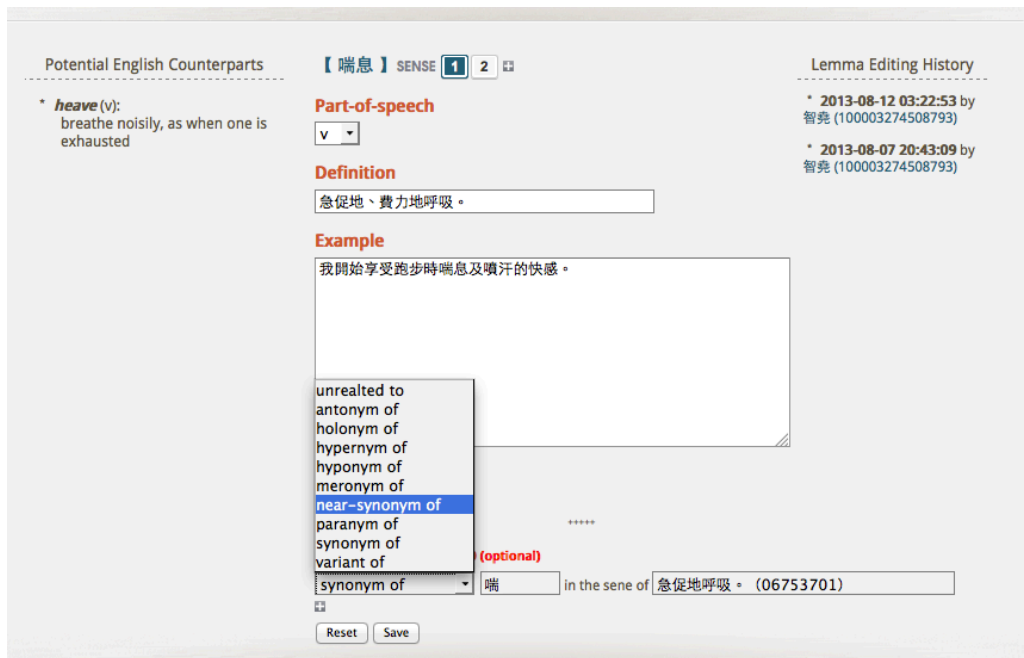 Potential English Counterparts
* heave (v):
breathe noisily, as when one is
exhausted
【 喘息 】 SENSE 1 2
Part-of-speech
v
Definition
急促地、費力地呼吸。
Example
我開始享受跑步時喘息及噴汗的快感。
unrealted to
antonym of
holonym of
hypernym of
hyponym of
meronym of
near-synonym of
paranym of
synonym of
variant of
+++++
(optional)
synonym of 喘 in the sene of 急促地呼吸。（06753701）
Reset Save
Lemma Editing History
* 2013-08-12 03:22:53 by
智堯 (100003274508793)
* 2013-08-07 20:43:09 by
智堯 (100003274508793)